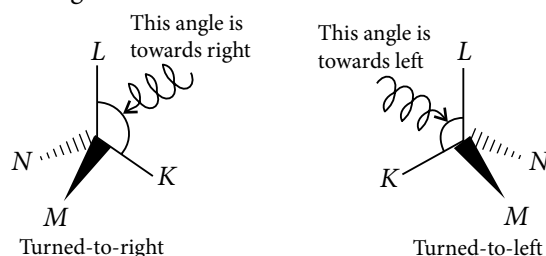 This angle is
towards right
L
N
K
M
Turned-to-right
This angle is
towards left
L
K
N
M
Turned-to-left